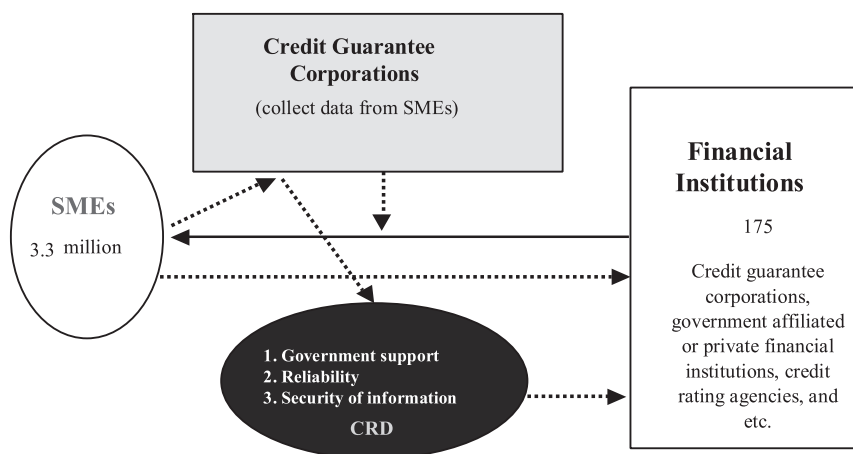 Credit Guarantee
Corporations
(collect data from SMEs)
SMEs
3.3 million
Financial
Institutions
175
Credit guarantee
corporations,
government affiliated
or private financial
institutions, credit
rating agencies, and
etc.
1. Government support
2. Reliability
3. Security of information
CRD